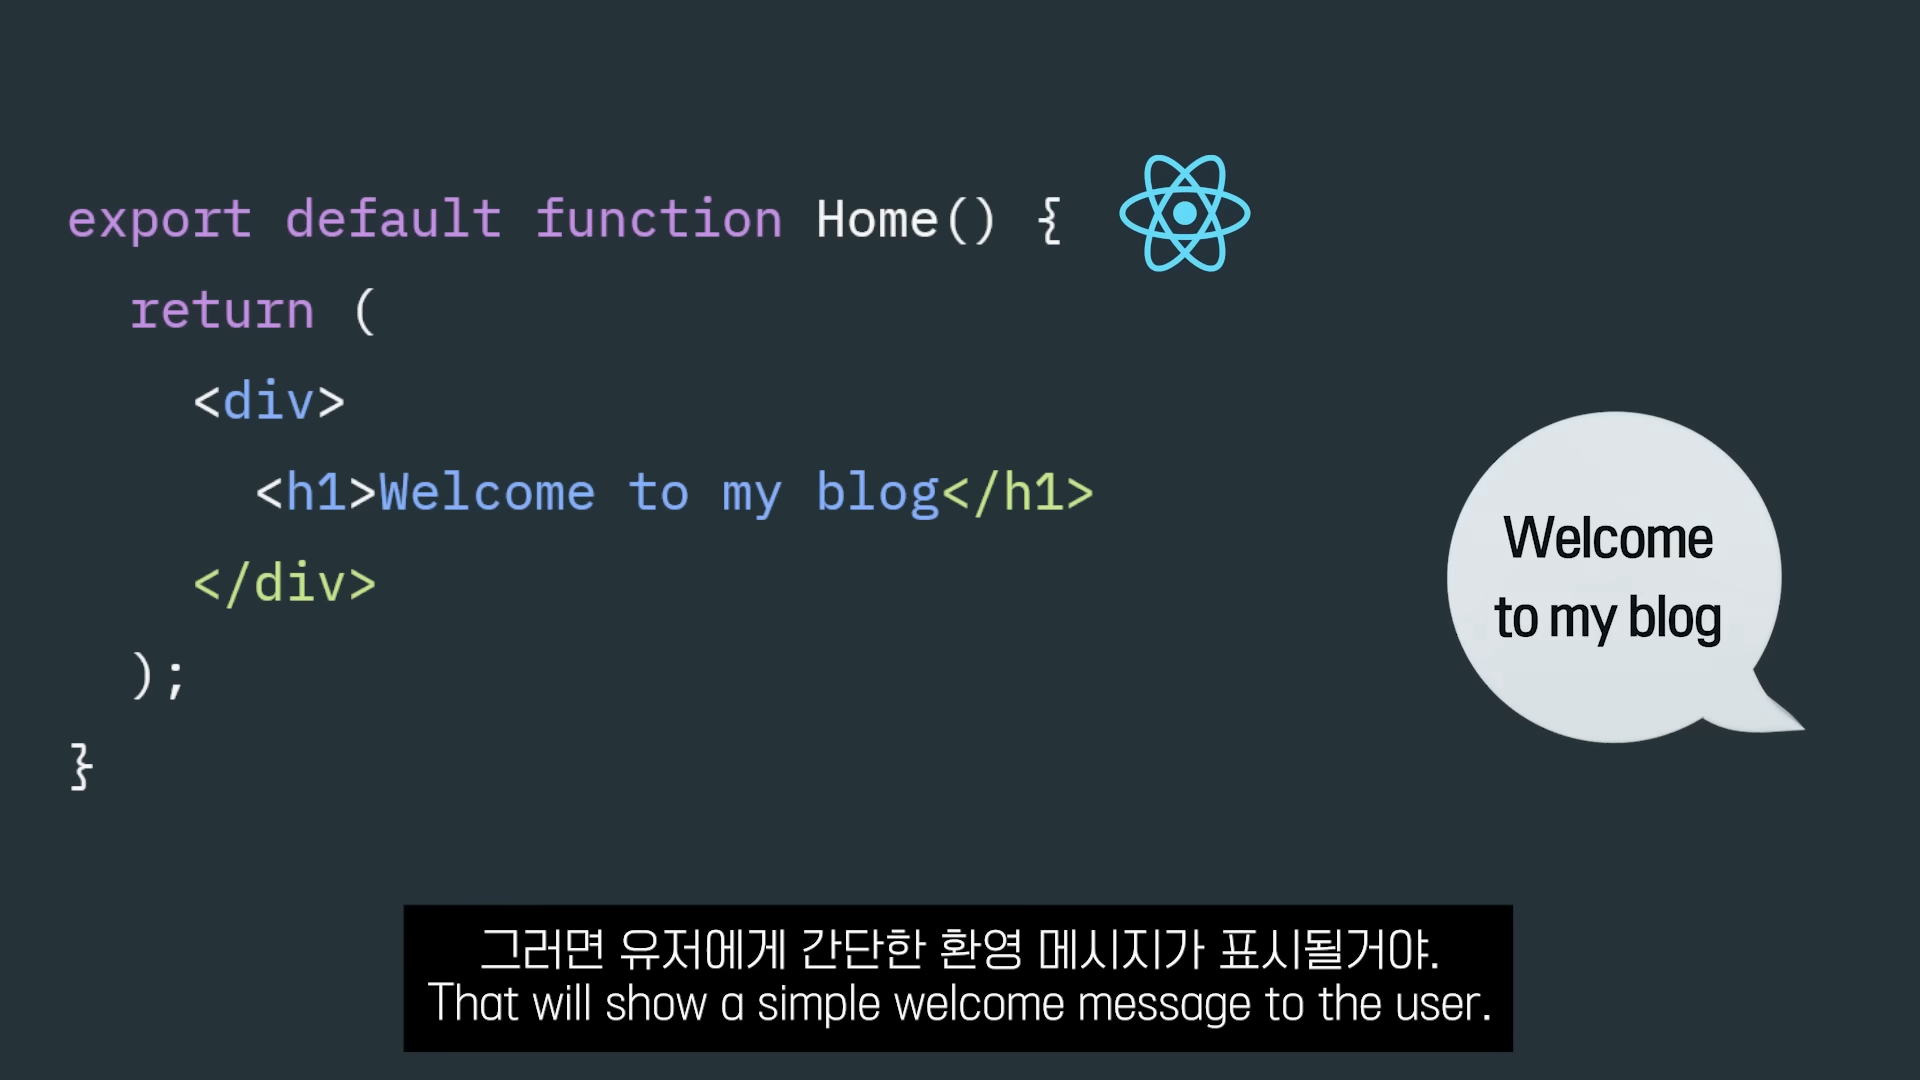 export default function Home() {
return (
<div>
<h1>Welcome to my blog</h1>
</div>
);
}
Welcome
to my blog
그러면 유저에게 간단한 환영 메시지가 표시될거야.
That will show a simple welcome message to the user.